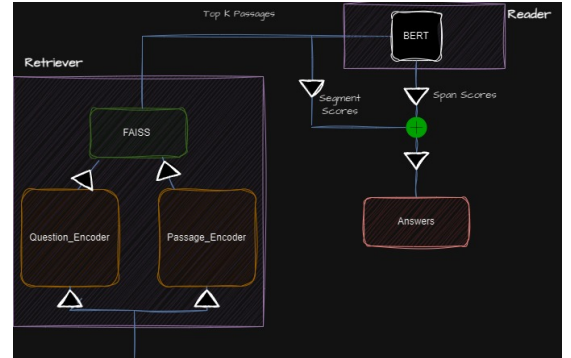 Top K Passages
Reader
BERT
Retriever
Segment
Scores
Span Scores
FAISS
Question_Encoder
Passage_Encoder
Answers